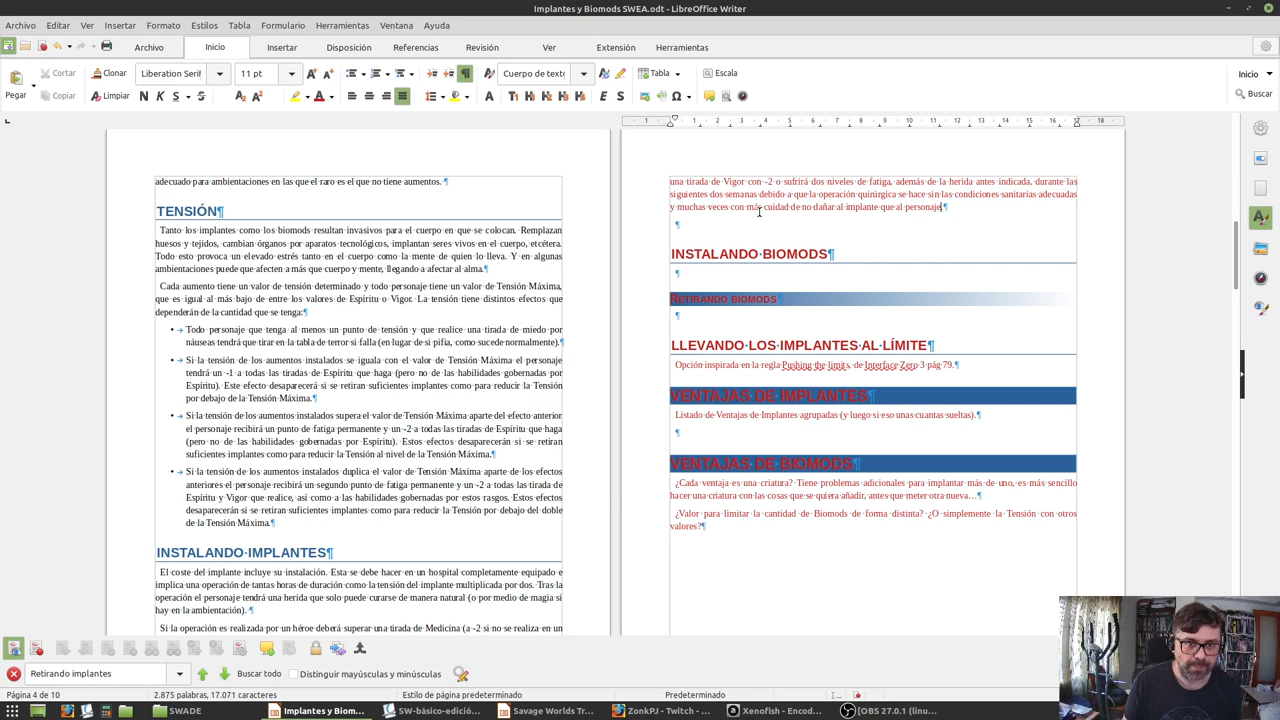 Implantes y Biomods SWEA.odt - LibreOffice Writer
Archivo Editar Ver Insertar Formato Estilos Tabla Formulario Herramientas Ventana Ayuda
Archivo Inicio Insertar Disposición Referencias Revisión Ver Extensión Herramientas
Cortar Clonar Liberation Serif 11 pt Cuerpo de texto Tabla Escala Inicio
Pegar Copiar Limpiar Buscar
adecuado para ambientaciones en las que el raro es el que no tiene aumentos. ¶
TENSIÓN¶
Tanto los implantes como los biomods resultan invasivos para el cuerpo en que se colocan. Remplazan
huesos y tejidos, cambian órganos por aparatos tecnológicos, implantan seres vivos en el cuerpo, etcétera.
Todo esto provoca un elevado estrés tanto en el cuerpo como la mente de quien lo lleva. Y en algunas
ambientaciones puede que afecten a más que cuerpo y mente, llegando a afectar al alma.¶
Cada aumento tiene un valor de tensión determinado y todo personaje tiene un valor de Tensión Máxima,
que es igual al más bajo de entre los valores de Espíritu o Vigor. La tensión tiene distintos efectos que
dependerán de la cantidad que se tenga:¶
• Todo personaje que tenga al menos un punto de tensión y que realice una tirada de miedo por
náuseas tendrá que tirar en la tabla de terror si falla (en lugar de si pifia, como sucede normalmente).¶
• Si la tensión de los aumentos instalados se iguala con el valor de Tensión Máxima el personaje
tendrá un -1 a todas las tiradas de Espíritu que haga (pero no de las habilidades gobernadas por
Espíritu). Este efecto desaparecerá si se retiran suficientes implantes como para reducir la Tensión
por debajo de la Tensión Máxima.¶
• Si la tensión de los aumentos instalados supera el valor de Tensión Máxima aparte del efecto anterior
el personaje recibirá un punto de fatiga permanente y un -2 a todas las tiradas de Espíritu que haga
(pero no de las habilidades gobernadas por Espíritu). Estos efectos desaparecerán si se retiran
suficientes implantes como para reducir la Tensión al nivel de la Tensión Máxima.¶
• Si la tensión de los aumentos instalados duplica el valor de Tensión Máxima aparte de los efectos
anteriores el personaje recibirá un segundo punto de fatiga permanente y un -2 a todas las tiradas de
Espíritu y Vigor que realice, asi como a las habilidades gobernadas por estos rasgos. Estos efectos
desaparecerán si se retiran suficientes implantes como para reducir la Tensión por debajo del doble
de la Tensión Máxima.¶
INSTALANDO IMPLANTES¶
El coste del implante incluye su instalación. Esta se debe hacer en un hospital completamente equipado e
implica una operación de tantas horas de duración como la tensión del implante multiplicada por dos. Tras la
operación el personaje tendrá una herida que solo puede curarse de manera natural (o por medio de magia si
hay en la ambientación). ¶
Si la operación es realizada por un héroe deberá superar una tirada de Medicina (a -2 si no se realiza en un
una tirada de Vigor con -2 o sufrirá dos niveles de fatiga, además de la herida antes indicada, durante las
siguientes dos semanas debido a que la operación quirúrgica se hace sin las condiciones sanitarias adecuadas
y muchas veces con más cuidad de no dañar al implante que al personaje.¶
¶
INSTALANDO BIOMODS¶
¶
RETIRANDO BIOMODS¶
¶
LLEVANDO LOS IMPLANTES AL LÍMITE¶
Opción inspirada en la regla Pushing the limits, de Interface Zero 3 pág 79.¶
VENTAJAS DE IMPLANTES¶
Listado de Ventajas de Implantes agrupadas (y luego si eso unas cuantas sueltas).¶
¶
VENTAJAS DE BIOMODS¶
¿Cada ventaja es una criatura? Tiene problemas adicionales para implantar más de uno, es más sencillo
hacer una criatura con las cosas que se quiera añadir, antes que meter otra nueva…¶
¿Valor para limitar la cantidad de Biomods de forma distinta? ¿O simplemente la Tensión con otros
valores?¶
Retirando implantes Buscar todo Distinguir mayúsculas y minúsculas
Página 4 de 10 2.875 palabras, 17.071 caracteres Estilo de página predeterminado Predeterminado
SWADE Implantes y Biom... SW-básico-edició... Savage Worlds Tr... ZonkPJ - Twitch - ... Xenofish - Encod... [OBS 27.0.1 (linu...